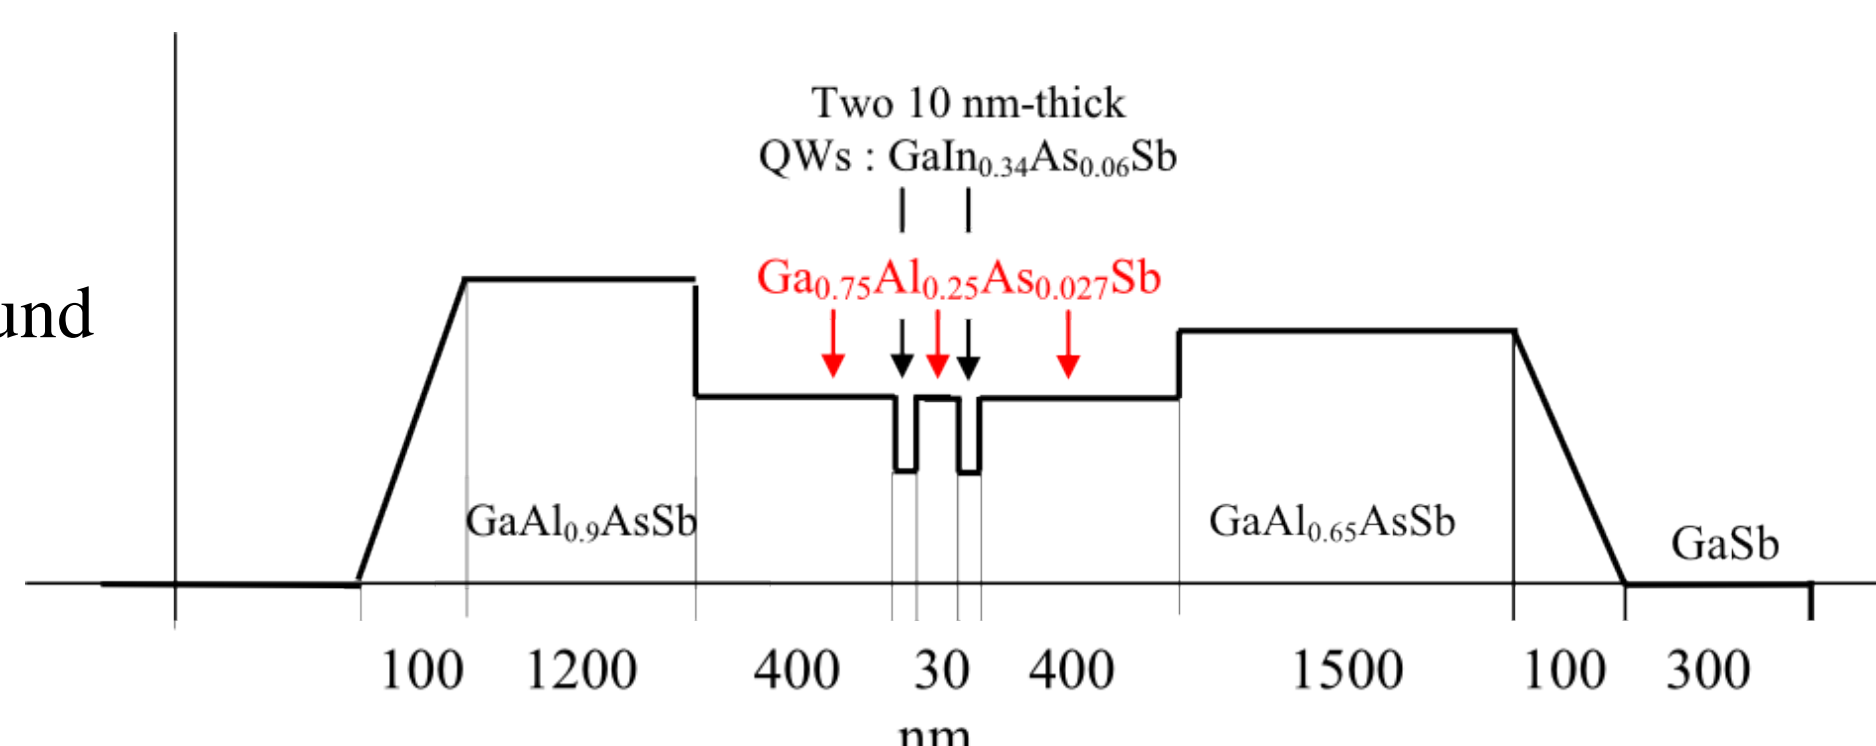 Two 10 nm-thick
QWs : GaIn0.34As0.06Sb
Ga0.75Al0.25As0.027Sb
und
GaAl0.9AsSb
GaAl0.65AsSb
GaSb
100 1200 400 30 400 1500 100 300
nm